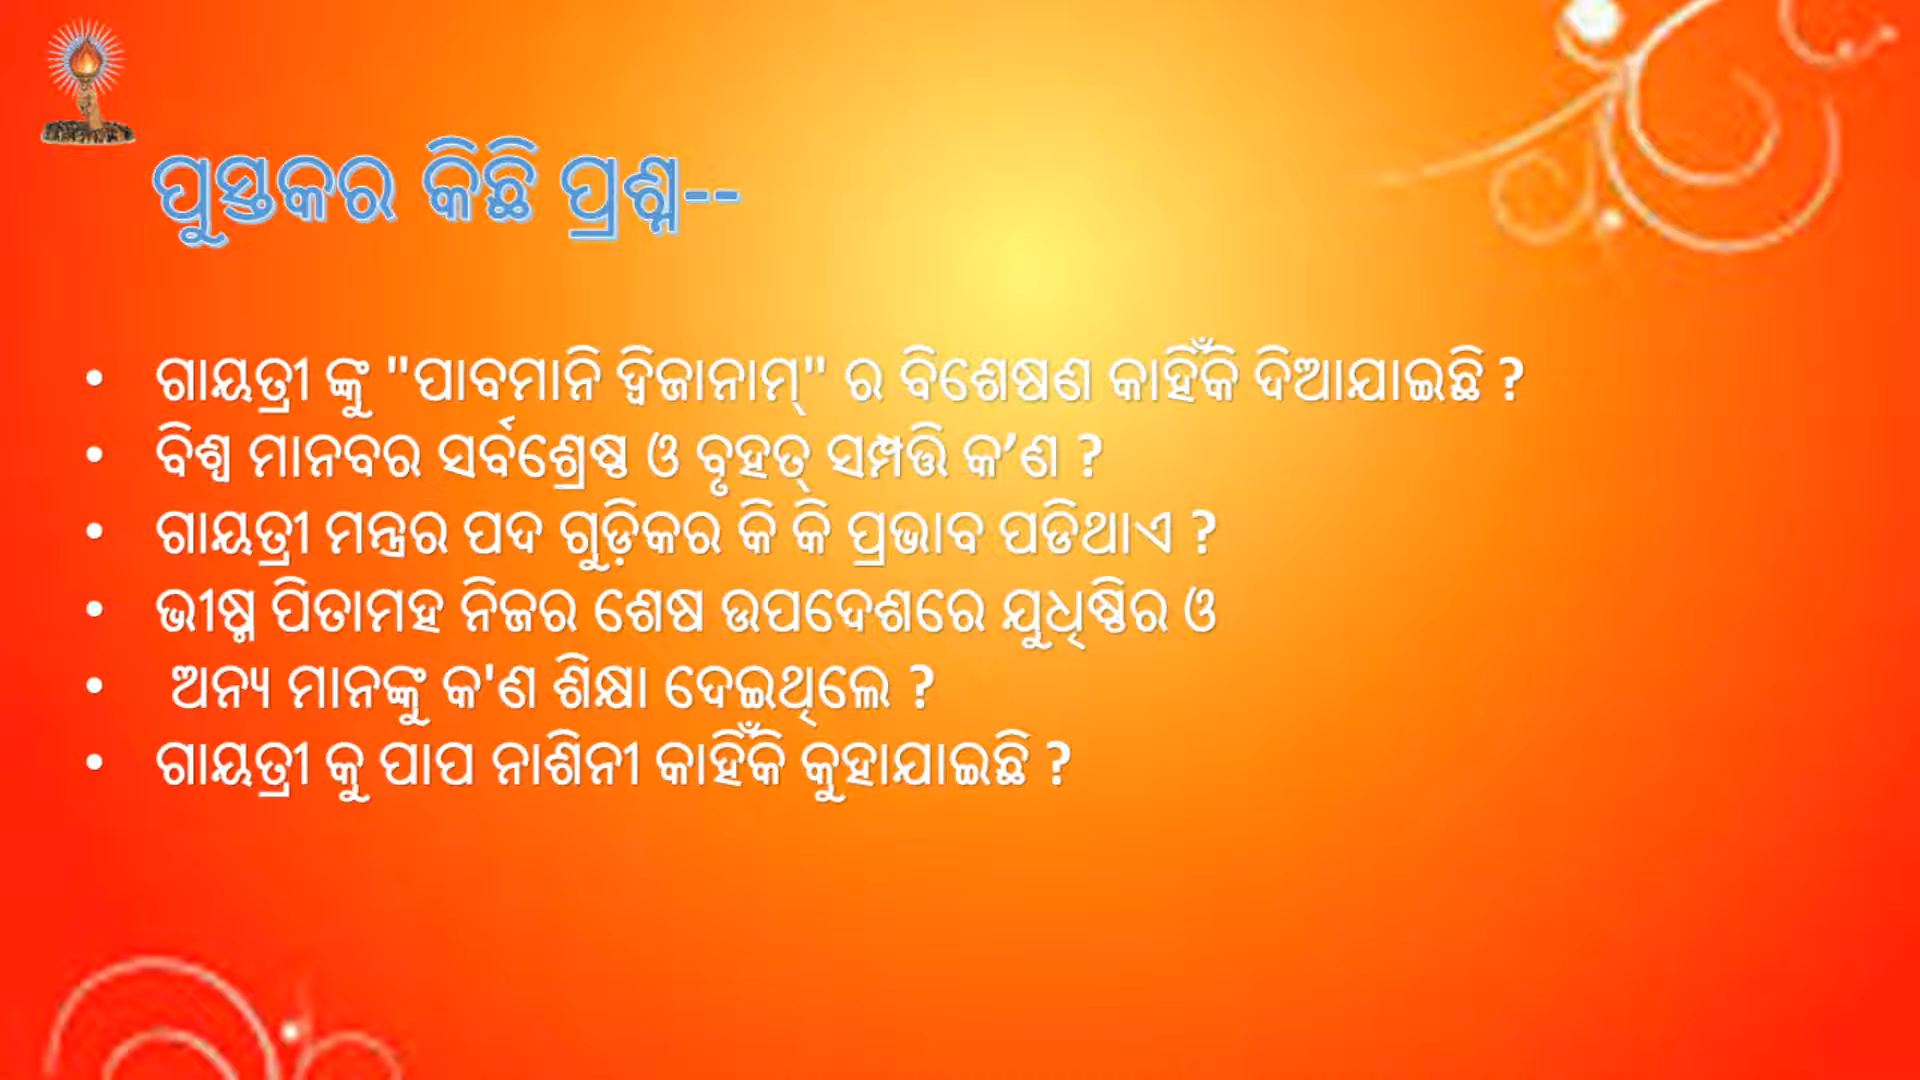 ପୁସ୍ତକର କିଛି ପ୍ରଶ୍ନ--
• ଗାୟତ୍ରୀ ଙ୍କୁ "ପାବମାନି ଦ୍ୱିଜାନାମ୍" ର ବିଶେଷଣ କାହିଁକି ଦିଆଯାଇଛି ?
• ବିଶ୍ୱ ମାନବର ସର୍ବଶ୍ରେଷ୍ଠ ଓ ବୃହତ୍ ସମ୍ପତ୍ତି କ’ଣ ?
• ଗାୟତ୍ରୀ ମନ୍ତ୍ରର ପଦ ଗୁଡ଼ିକର କି କି ପ୍ରଭାବ ପଡିଥାଏ ?
• ଭୀଷ୍ମ ପିତାମହ ନିଜର ଶେଷ ଉପଦେଶରେ ଯୁଧିଷ୍ଠିର ଓ
• ଅନ୍ୟ ମାନଙ୍କୁ କ'ଣ ଶିକ୍ଷା ଦେଇଥିଲେ ?
• ଗାୟତ୍ରୀ କୁ ପାପ ନାଶିନୀ କାହିଁକି କୁହାଯାଇଛି ?